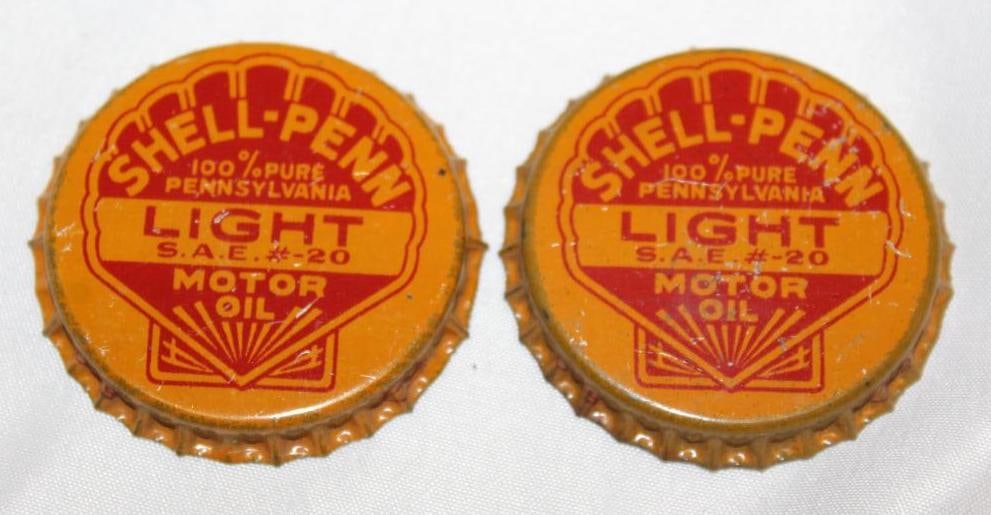 SHELL-PENN
100% PURE
PENNSYLVANIA
LIGHT
S.A.E. #-20
MOTOR
OIL
SHELL-PENN
100% PURE
PENNSYLVANIA
LIGHT
S.A.E. #-20
MOTOR
OIL